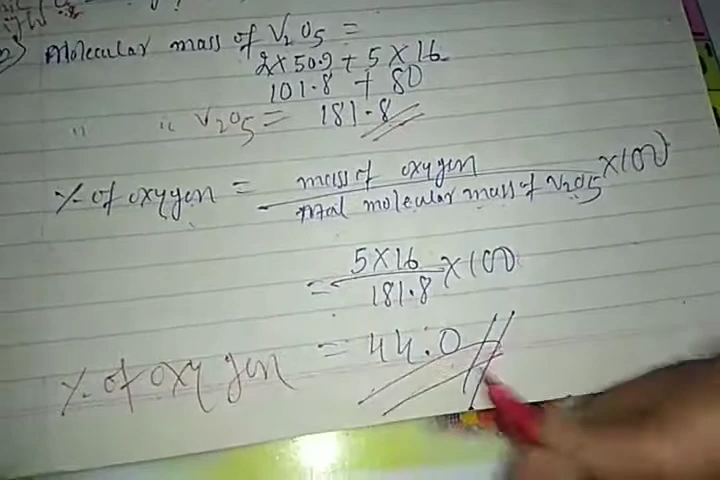 2) Molecular mass of V2O5 =
2×50.9 + 5×16
101.8 + 80
" " V2O5 = 181.8
% of oxygen = mass of oxygen / total molecular mass of V2O5 ×100
= 5×16 / 181.8 ×100
% of oxygen = 44.0